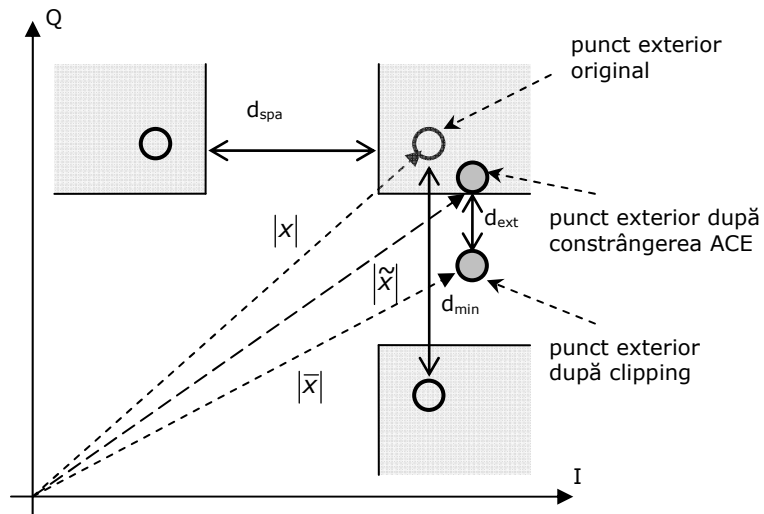 Q
punct exterior
original
d_spa
|x|
d_ext
punct exterior după
constrângerea ACE
|x̃|
d_min
punct exterior
după clipping
|x̅|
I